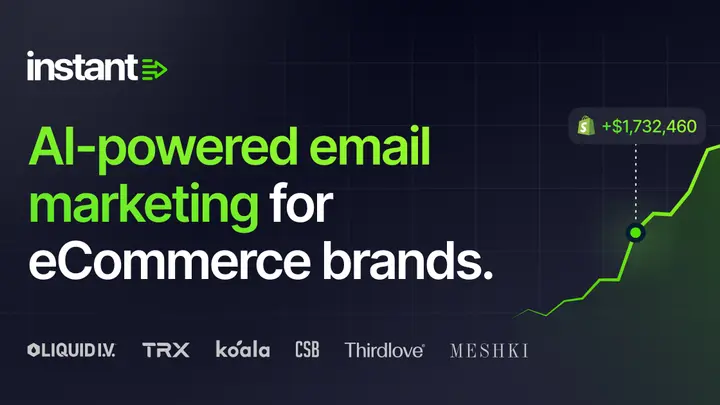 instant
+$1,732,460
AI-powered email
marketing for
eCommerce brands.
LIQUID I.V.
TRX
koala
CSB
Thirdlove®
MESHKI